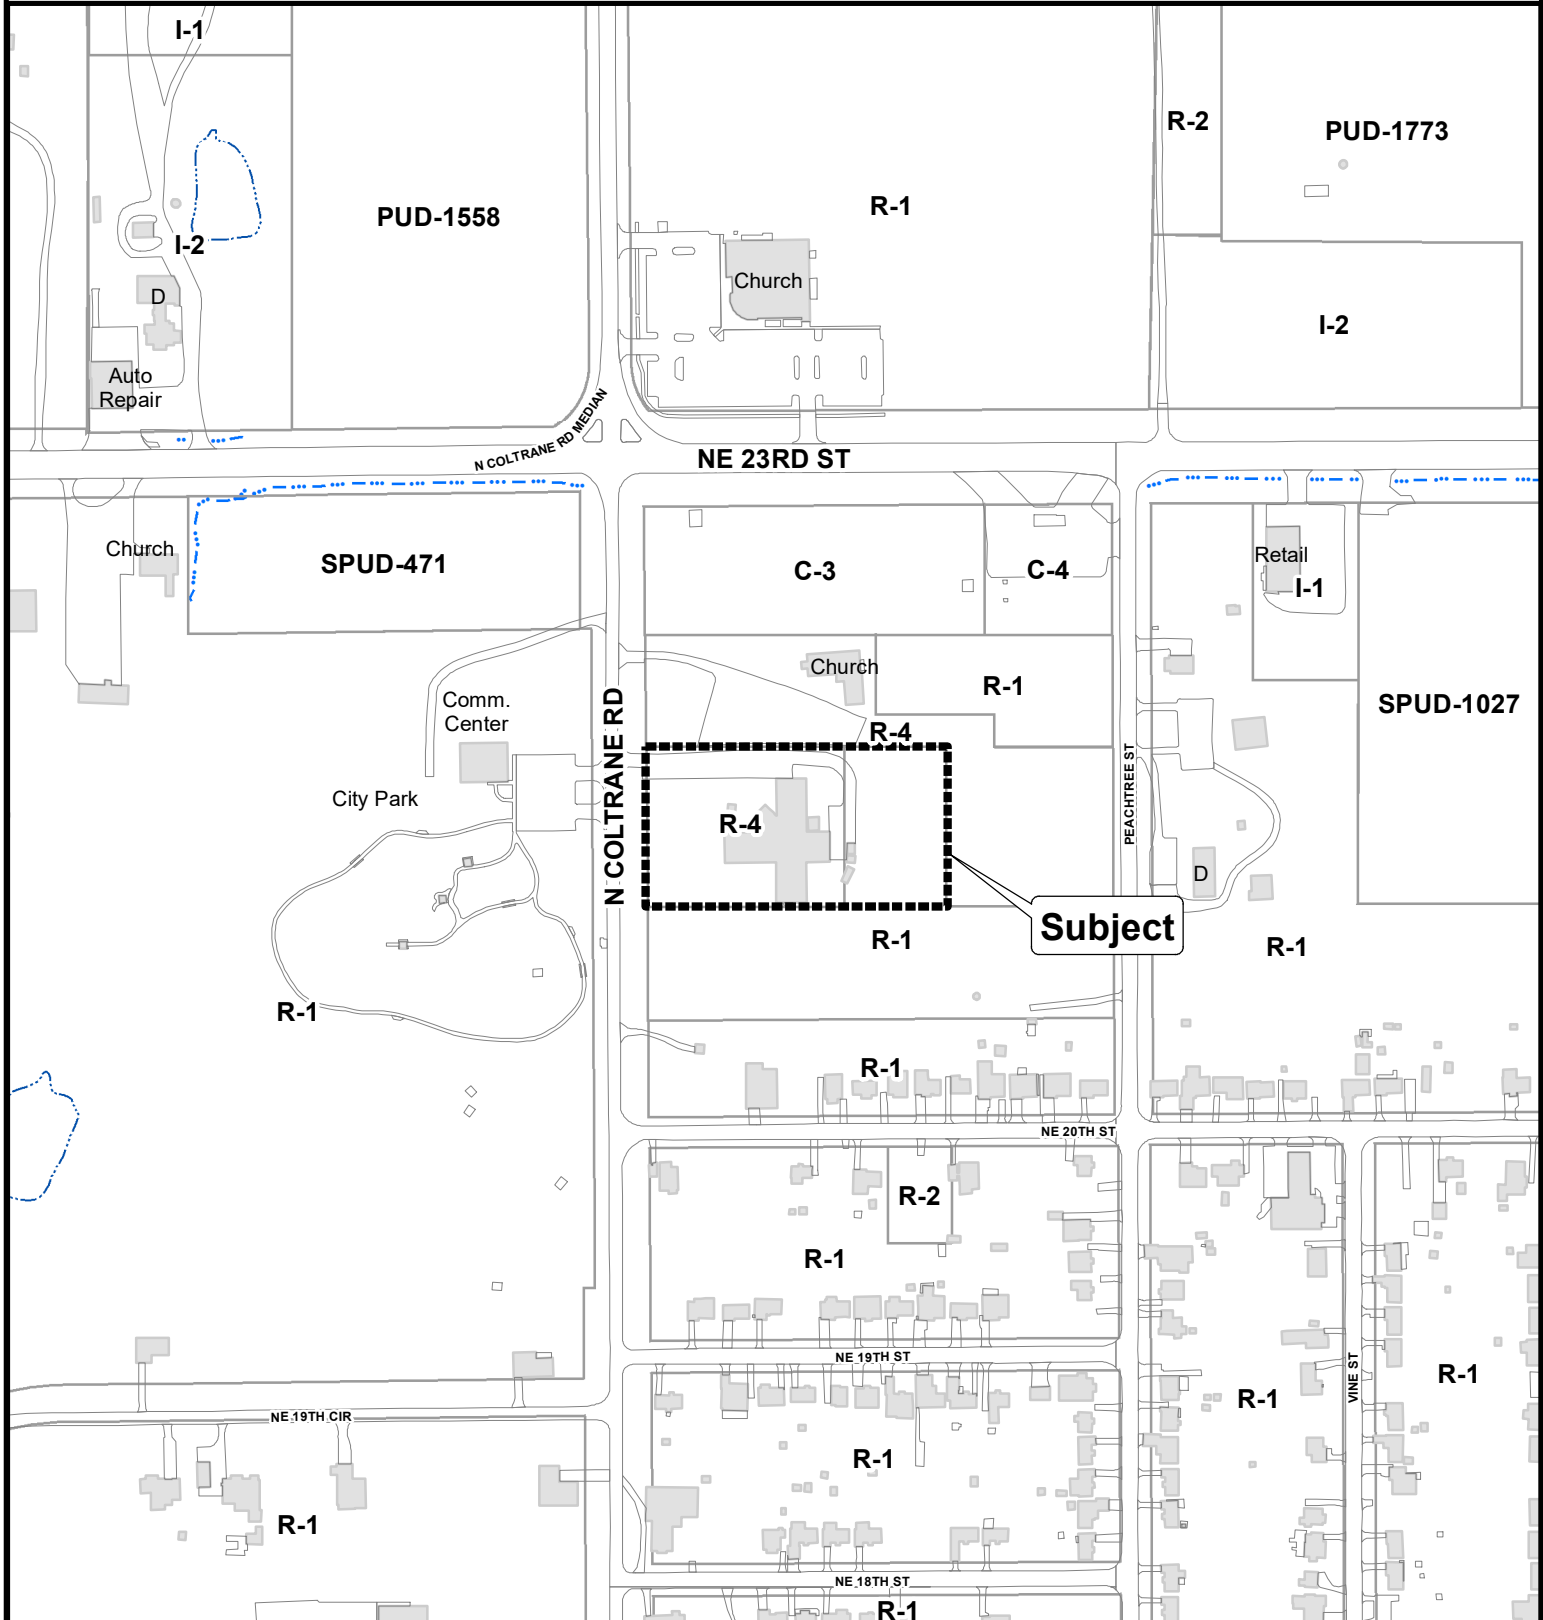 I-1
R-2
PUD-1773
R-1
PUD-1558
I-2
Church
D
I-2
Auto
Repair
N COLTRANE RD MEDIAN
NE 23RD ST
Church
SPUD-471
C-3
C-4
Retail
I-1
Church
R-1
Comm.
Center
SPUD-1027
R-4
N COLTRANE RD
PEACHTREE ST
City Park
R-4
D
Subject
R-1
R-1
R-1
R-1
NE 20TH ST
R-2
R-1
NE 19TH ST
VINE ST
R-1
R-1
NE 19TH CIR
R-1
R-1
NE 18TH ST
R-1